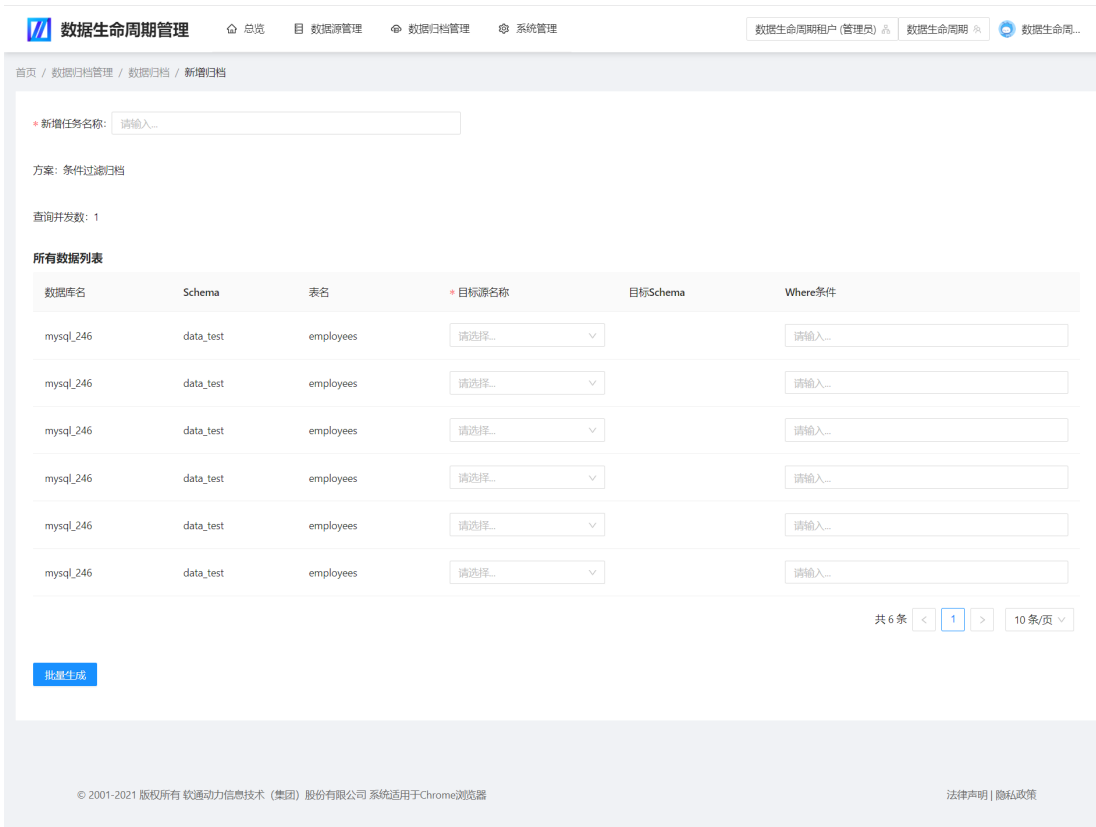 数据生命周期管理 总览 数据源管理 数据归档管理 系统管理 数据生命周期租户 (管理员) 数据生命周期 数据生命周...
首页 / 数据归档管理 / 数据归档 / 新增归档
* 新增任务名称: 请输入...
方案: 条件过滤归档
查询并发数: 1
所有数据列表
数据库名 Schema 表名 * 目标源名称 目标Schema Where条件
mysql_246 data_test employees 请选择... 请输入...
mysql_246 data_test employees 请选择... 请输入...
mysql_246 data_test employees 请选择... 请输入...
mysql_246 data_test employees 请选择... 请输入...
mysql_246 data_test employees 请选择... 请输入...
mysql_246 data_test employees 请选择... 请输入...
共 6 条 < 1 > 10 条/页
批量生成
© 2001-2021 版权所有 软通动力信息技术（集团）股份有限公司 系统适用于Chrome浏览器 法律声明 | 隐私政策